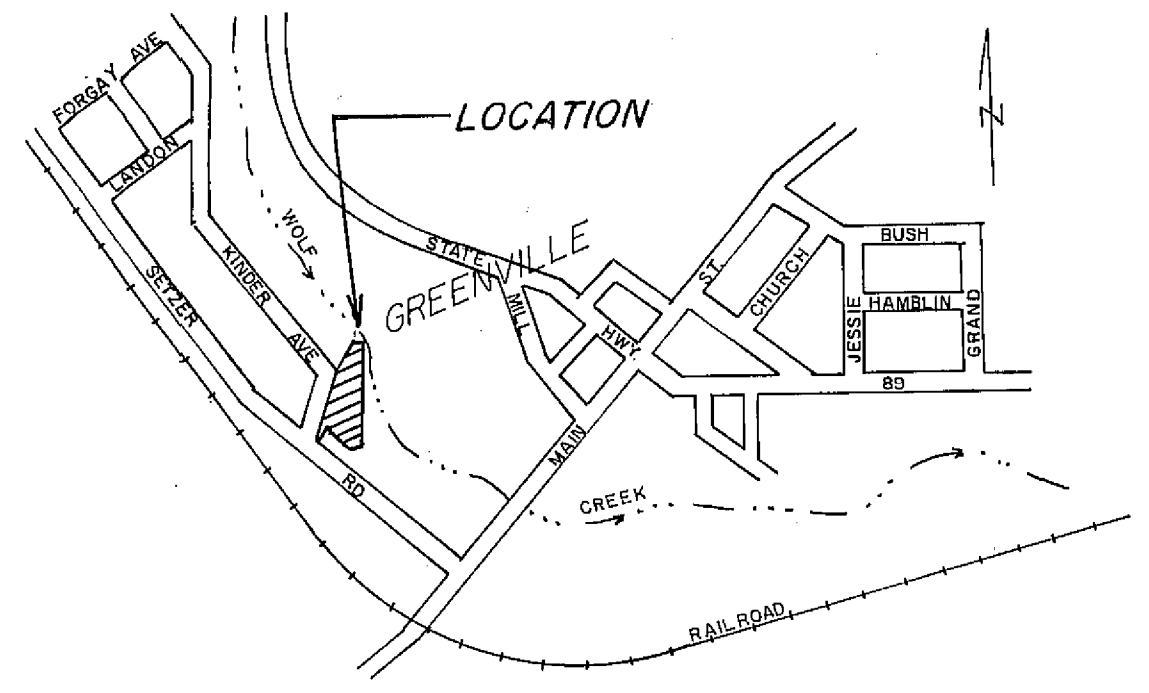 FORGAY AVE
LOCATION
N
LANDON
WOLF
STATE
GREENVILLE
KINDER
AVE
SETZER
MILL
HWY.
ST.
CHURCH
BUSH
JESSIE
HAMBLIN
GRAND
89
MAIN
RD
CREEK
RAILROAD